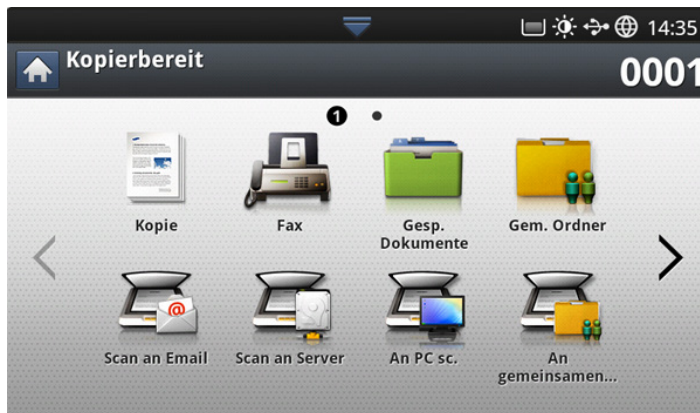 14:35
Kopierbereit
0001
1
Kopie
Fax
Gesp.
Dokumente
Gem. Ordner
@
Scan an Email
Scan an Server
An PC sc.
An
gemeinsamen...